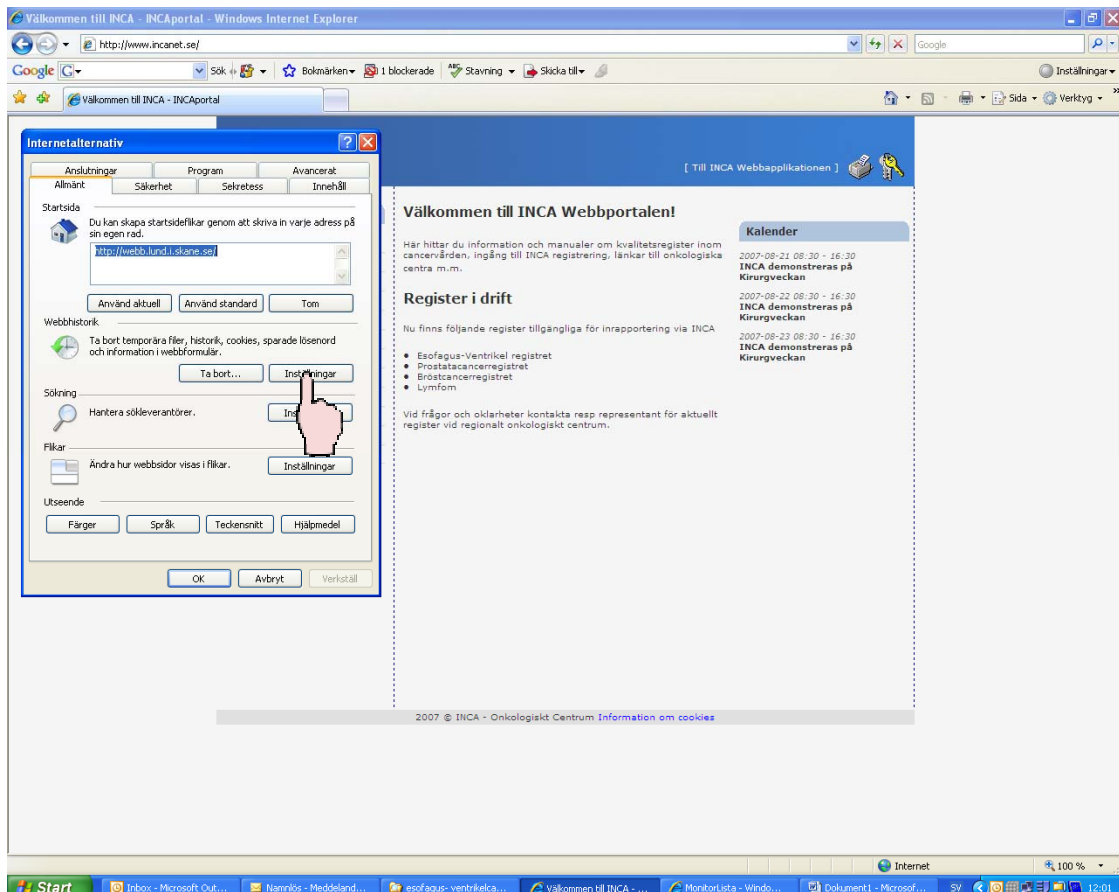 Välkommen till INCA - INCAportal - Windows Internet Explorer
http://www.incanet.se/
Google
Google G Sök Bokmärken 1 blockerade ABC Stavning Skicka till Inställningar
Välkommen till INCA - INCAportal
Sida Verktyg »
Internetalternativ
Anslutningar Program Avancerat
Allmänt Säkerhet Sekretess Innehåll
Startsida
Du kan skapa startsideflikar genom att skriva in varje adress på
sin egen rad.
http://webb.lund.i.skane.se/
Använd aktuell Använd standard Tom
Webbhistorik
Ta bort temporära filer, historik, cookies, sparade lösenord
och information i webbformulär.
Ta bort... Inställningar
Sökning
Hantera sökleverantörer.
Ins
Flikar
Ändra hur webbsidor visas i flikar.
Inställningar
Utseende
Färger Språk Teckensnitt Hjälpmedel
OK Avbryt Verkställ
[ Till INCA Webbapplikationen ]
Välkommen till INCA Webbportalen!
Här hittar du information och manualer om kvalitetsregister inom
cancervården, ingång till INCA registrering, länkar till onkologiska
centra m.m.
Register i drift
Nu finns följande register tillgängliga för inrapportering via INCA
• Esofagus-Ventrikel registret
• Prostatacancerregistret
• Bröstcancerregistret
• Lymfom
Vid frågor och oklarheter kontakta resp representant för aktuellt
register vid regionalt onkologiskt centrum.
Kalender
2007-08-21 08:30 - 16:30
INCA demonstreras på
Kirurgveckan
2007-08-22 08:30 - 16:30
INCA demonstreras på
Kirurgveckan
2007-08-23 08:30 - 16:30
INCA demonstreras på
Kirurgveckan
2007 © INCA - Onkologiskt Centrum Information om cookies
Internet 100 %
Start Inbox - Microsoft Out... Namnlös - Meddeland... esofagus- ventrikelca... Välkommen till INCA - ... MonitorLista - Windo... Dokument1 - Microsof... SV 12:01